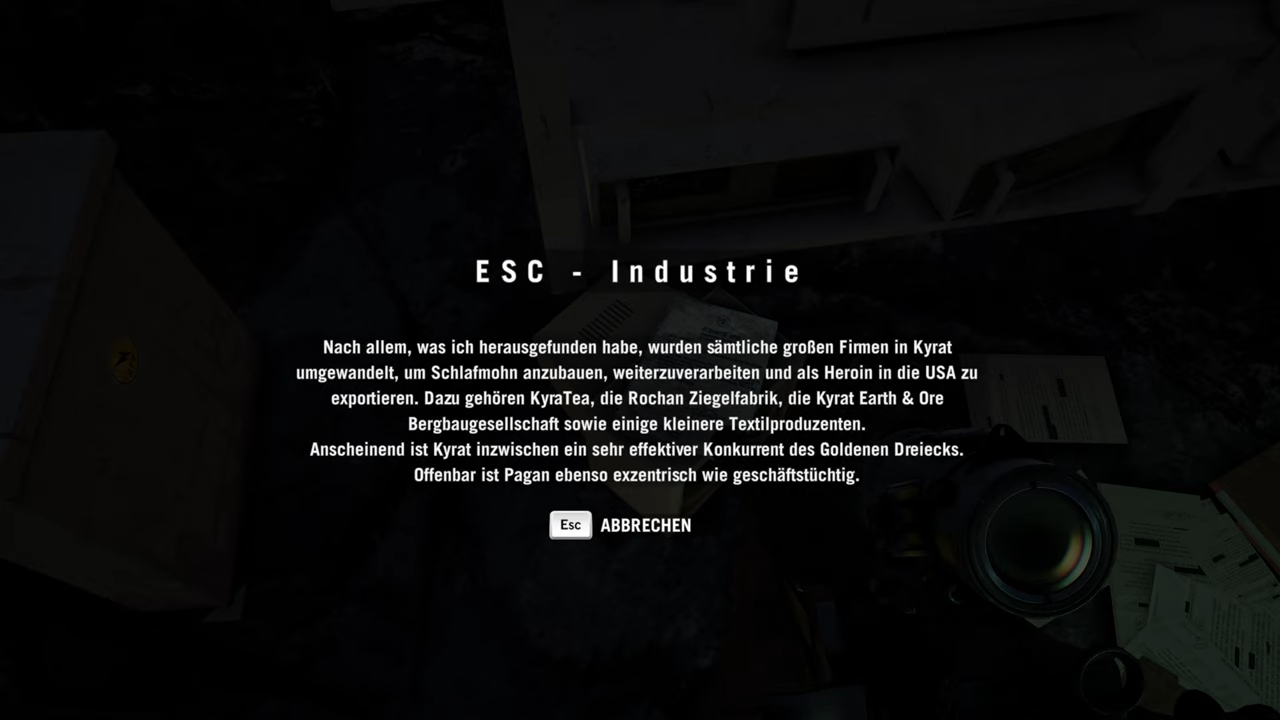 ESC - Industrie
Nach allem, was ich herausgefunden habe, wurden sämtliche großen Firmen in Kyrat
umgewandelt, um Schlafmohn anzubauen, weiterzuverarbeiten und als Heroin in die USA zu
exportieren. Dazu gehören KyraTea, die Rochan Ziegelfabrik, die Kyrat Earth & Ore
Bergbaugesellschaft sowie einige kleinere Textilproduzenten.
Anscheinend ist Kyrat inzwischen ein sehr effektiver Konkurrent des Goldenen Dreiecks.
Offenbar ist Pagan ebenso exzentrisch wie geschäftstüchtig.
Esc ABBRECHEN